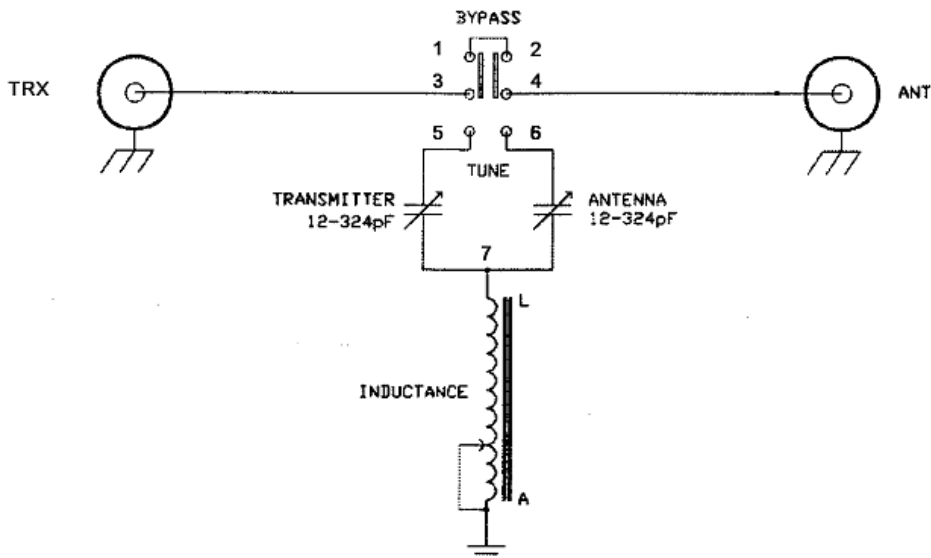 BYPASS
1 2
TRX 3 4 ANT
5 6
TUNE
TRANSMITTER
12-324pF
ANTENNA
12-324pF
7
L
INDUCTANCE
A